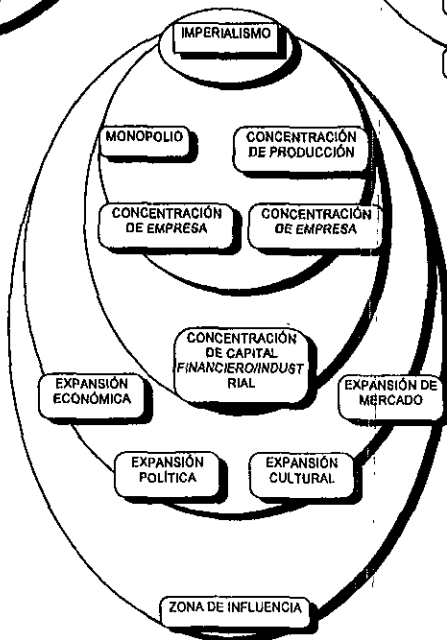 IMPERIALISMO
MONOPOLIO
CONCENTRACIÓN
DE PRODUCCIÓN
CONCENTRACIÓN
DE EMPRESA
CONCENTRACIÓN
DE EMPRESA
CONCENTRACIÓN
DE CAPITAL
FINANCIERO/INDUST
RIAL
EXPANSIÓN
ECONÓMICA
EXPANSIÓN DE
MERCADO
EXPANSIÓN
POLÍTICA
EXPANSIÓN
CULTURAL
ZONA DE INFLUENCIA